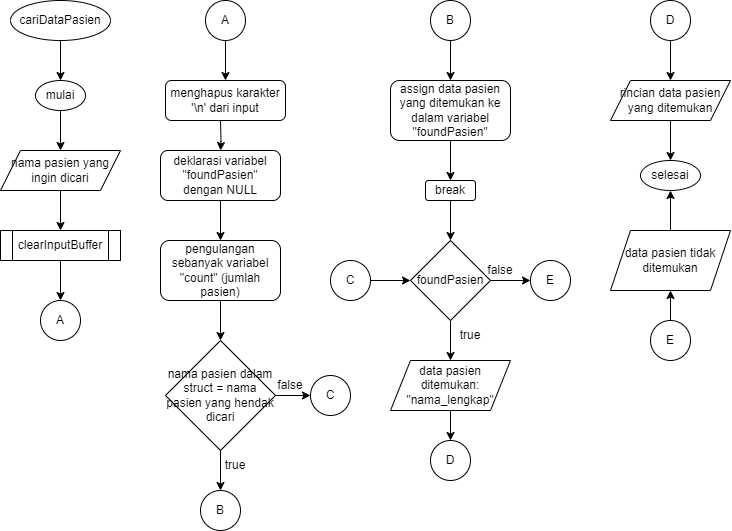 cariDataPasien
mulai
nama pasien yang
ingin dicari
clearInputBuffer
A
A
menghapus karakter
'\n' dari input
deklarasi variabel
"foundPasien"
dengan NULL
pengulangan
sebanyak variabel
"count" (jumlah
pasien)
nama pasien dalam
struct = nama
pasien yang hendak
dicari
false
C
true
B
B
assign data pasien
yang ditemukan ke
dalam variabel
"foundPasien"
break
C
foundPasien
false
E
true
data pasien
ditemukan:
"nama_lengkap"
D
D
rincian data pasien
yang ditemukan
selesai
data pasien tidak
ditemukan
E